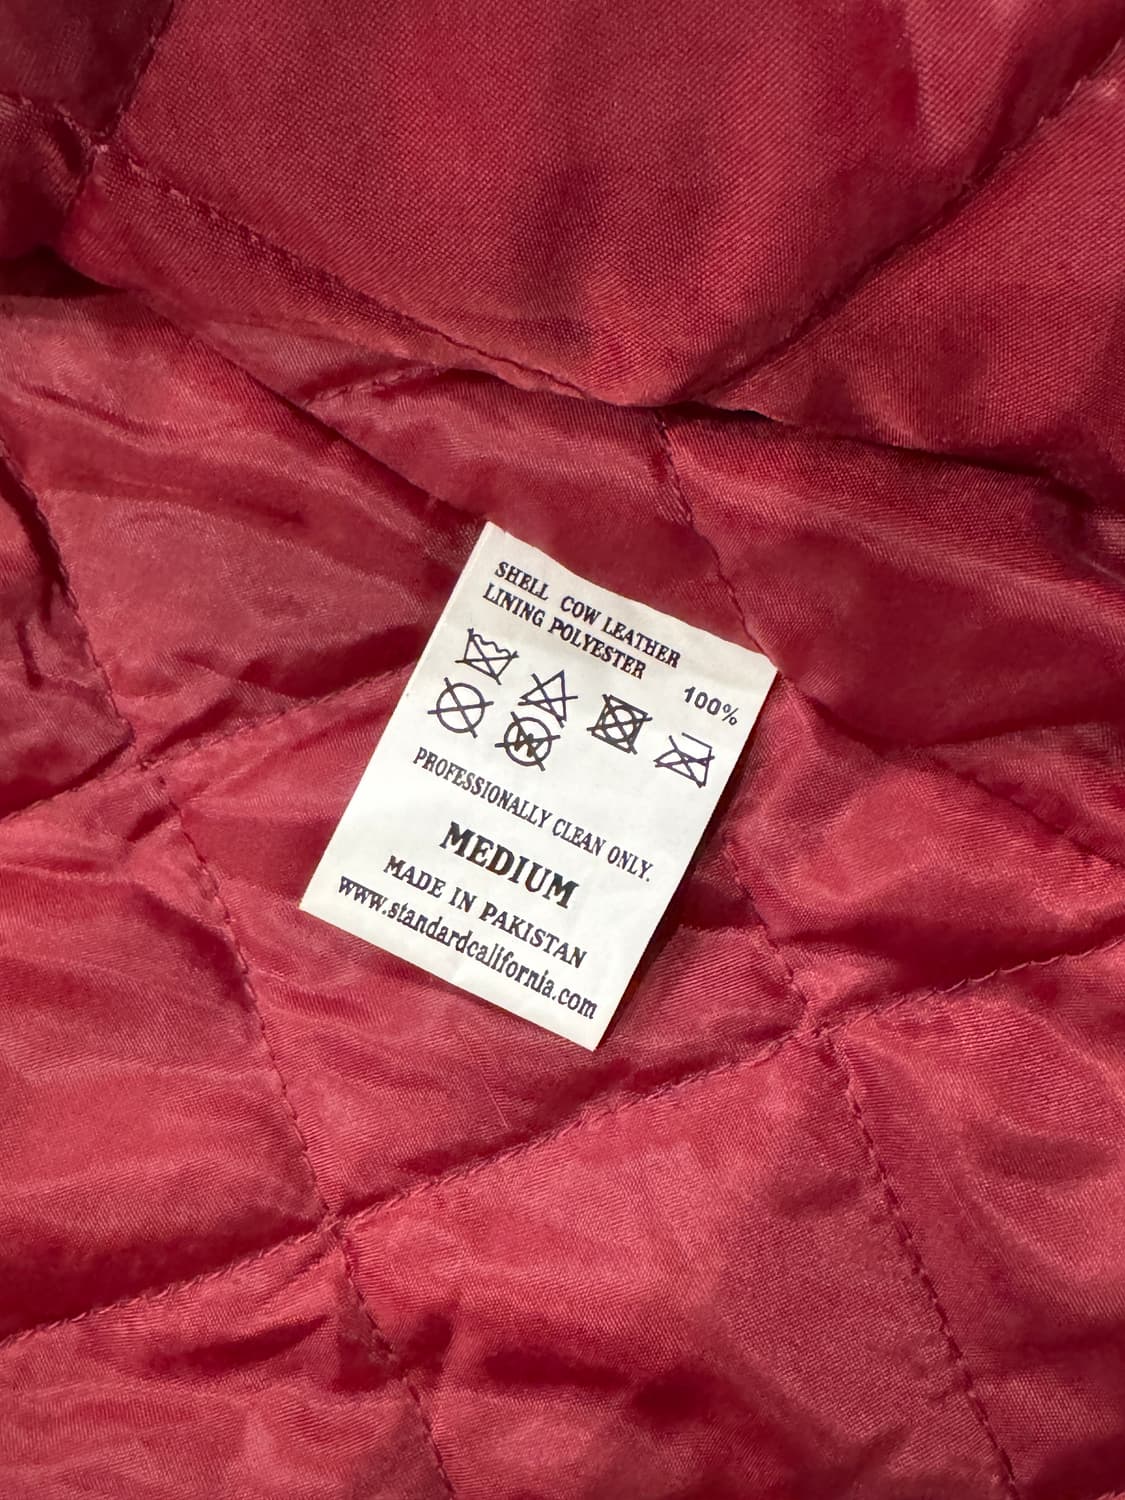 SHELL COW LEATHER
LINING POLYESTER
100%
W
PROFESSIONALLY CLEAN ONLY.
MEDIUM
MADE IN PAKISTAN
www.standardcalifornia.com